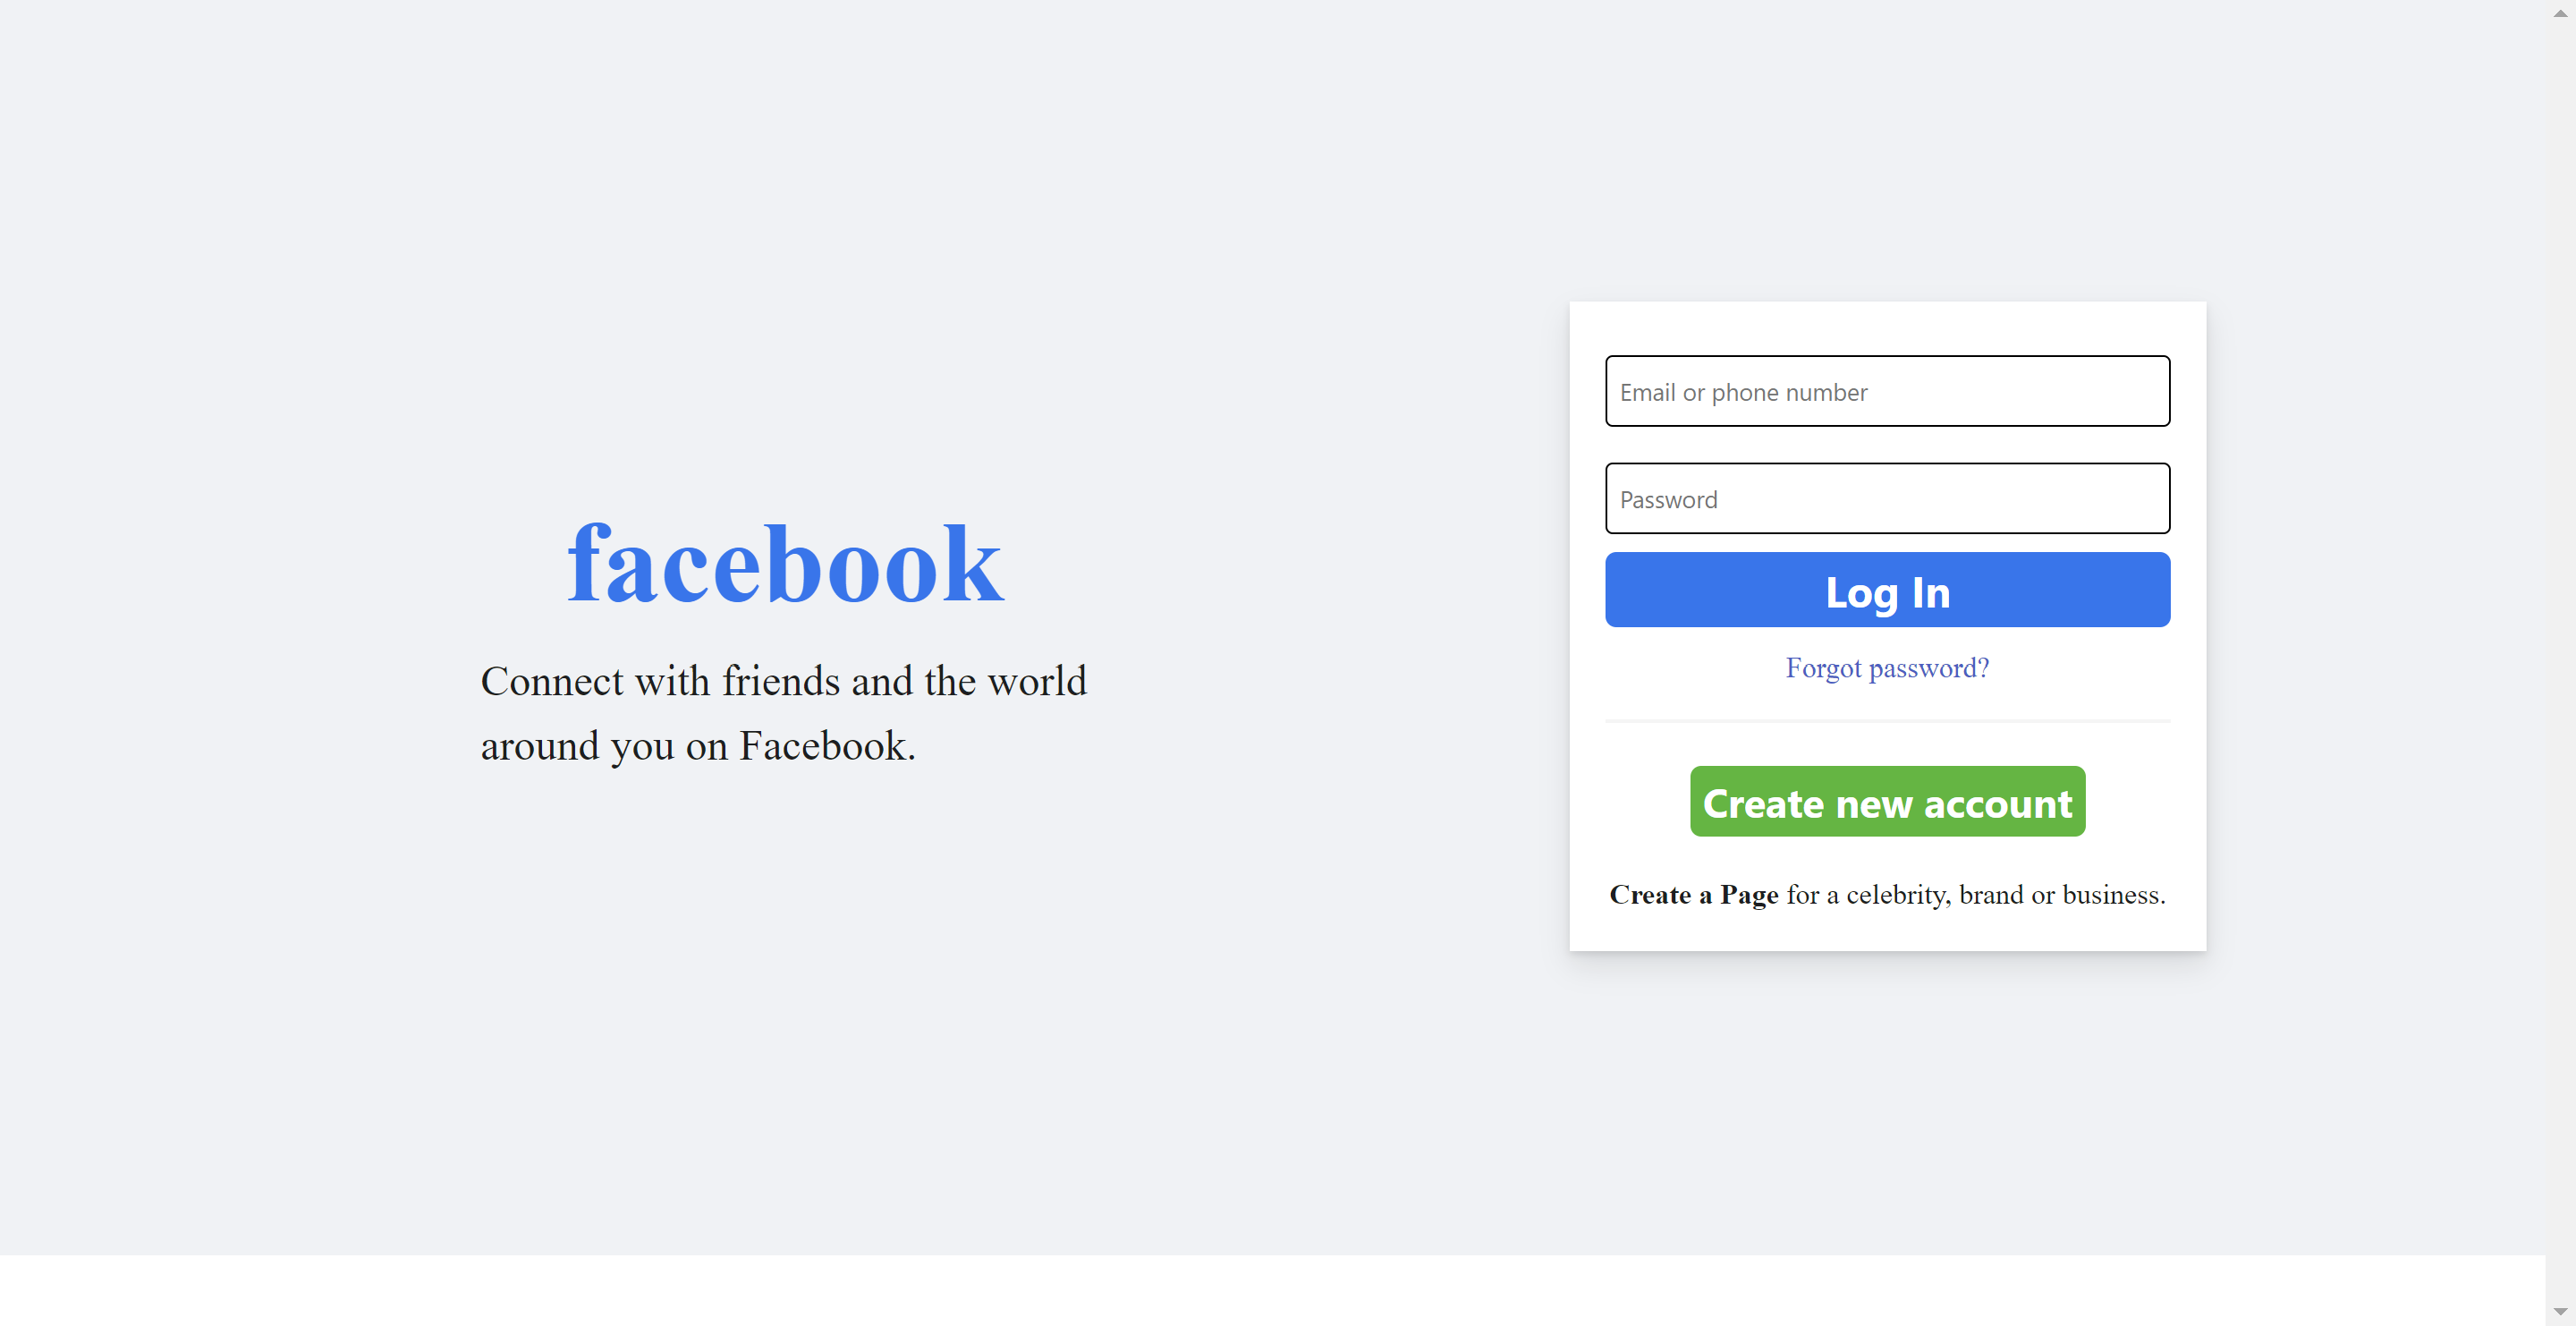 facebook
Connect with friends and the world
around you on Facebook.
Email or phone number
Password
Log In
Forgot password?
Create new account
Create a Page for a celebrity, brand or business.